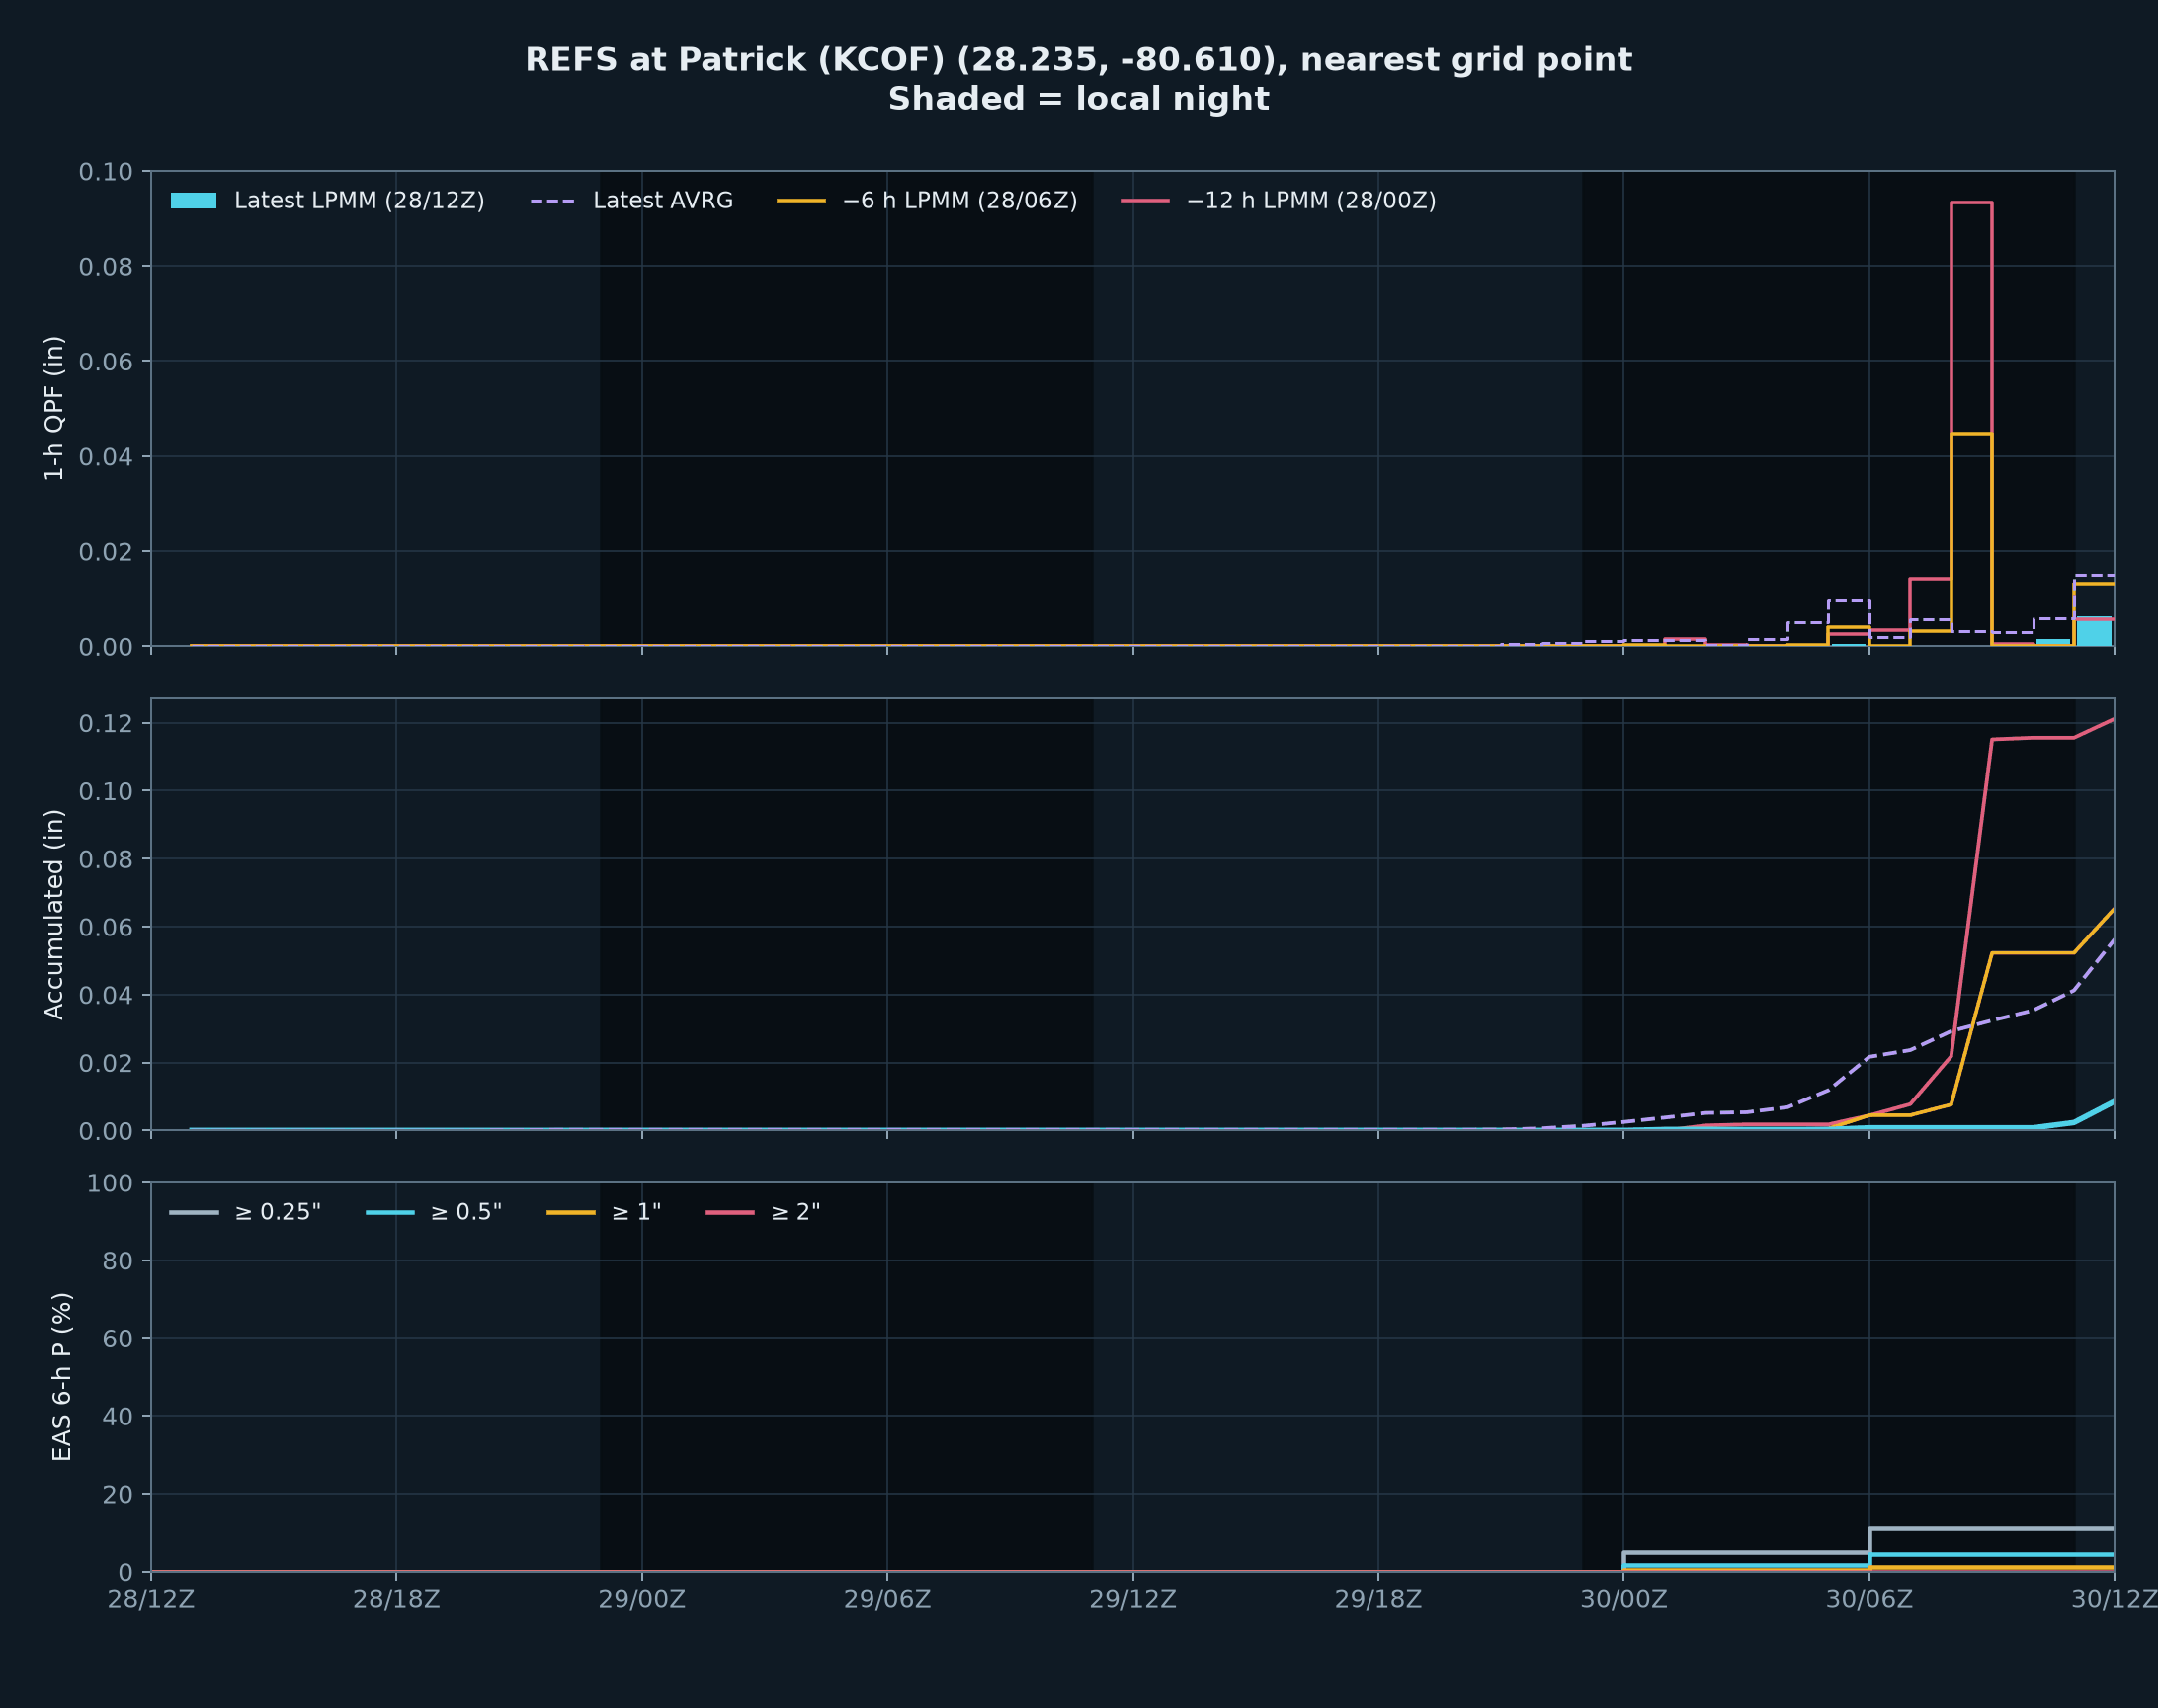 REFS at Patrick (KCOF) (28.235, -80.610), nearest grid point
Shaded = local night
1-h QPF (in)
0.10
0.08
0.06
0.04
0.02
0.00
Latest LPMM (28/12Z) Latest AVRG −6 h LPMM (28/06Z) −12 h LPMM (28/00Z)
Accumulated (in)
0.12
0.10
0.08
0.06
0.04
0.02
0.00
EAS 6-h P (%)
100
80
60
40
20
0
≥ 0.25" ≥ 0.5" ≥ 1" ≥ 2"
28/12Z 28/18Z 29/00Z 29/06Z 29/12Z 29/18Z 30/00Z 30/06Z 30/12Z